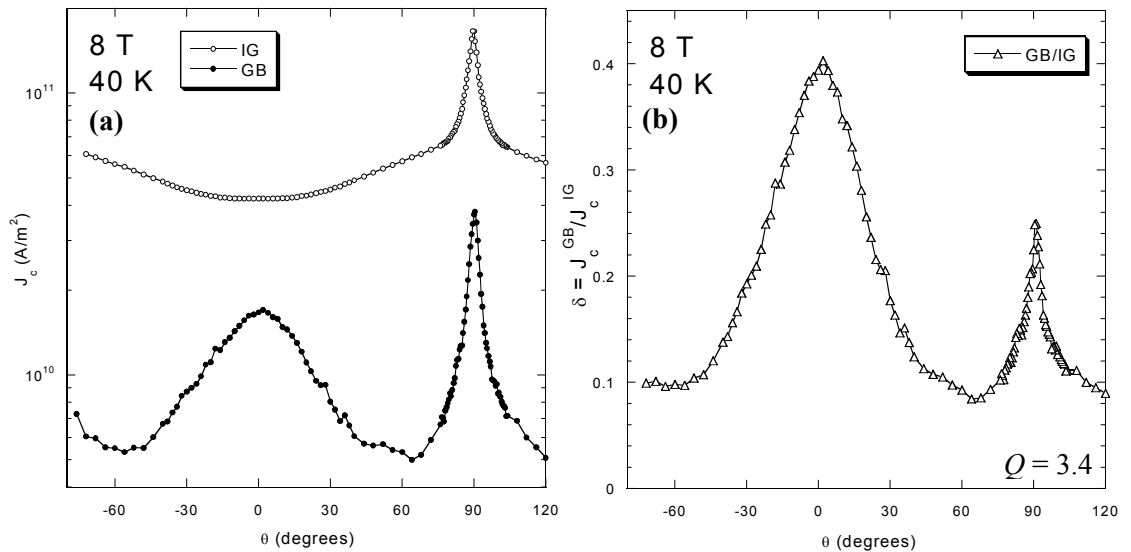 8 T
40 K
(a)
IG
GB
10^11
10^10
J_c (A/m^2)
-60 -30 0 30 60 90 120
θ (degrees)
8 T
40 K
(b)
GB/IG
0.4
0.3
0.2
0.1
0
δ = J_c^GB/J_c^IG
Q = 3.4
-60 -30 0 30 60 90 120
θ (degrees)